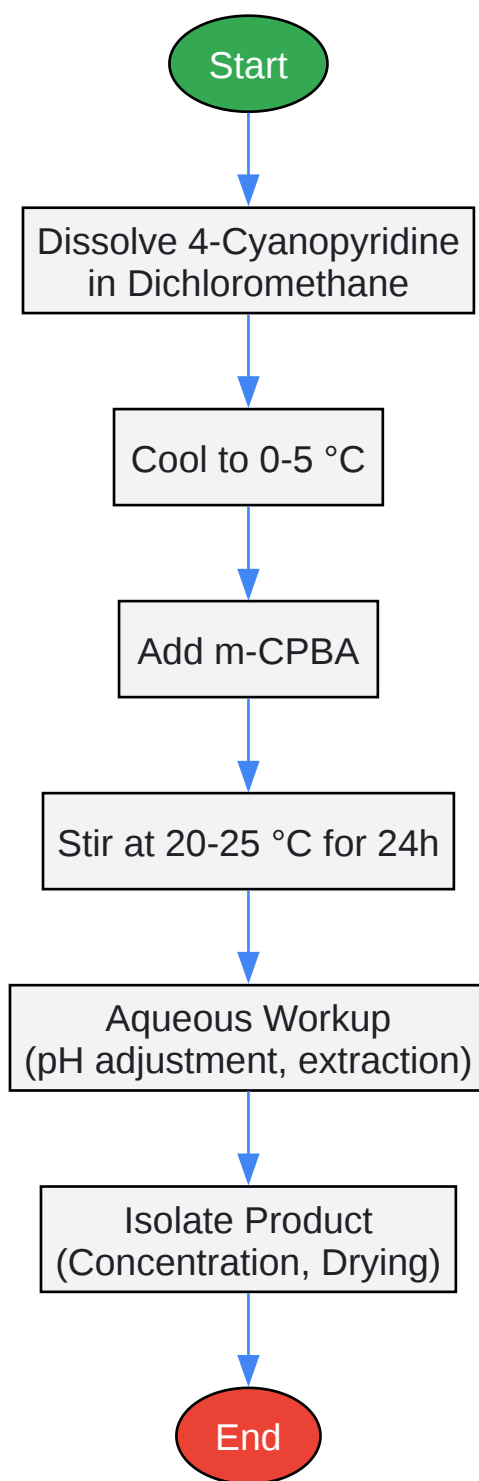 Start
Dissolve 4-Cyanopyridine
in Dichloromethane
Cool to 0-5 °C
Add m-CPBA
Stir at 20-25 °C for 24h
Aqueous Workup
(pH adjustment, extraction)
Isolate Product
(Concentration, Drying)
End